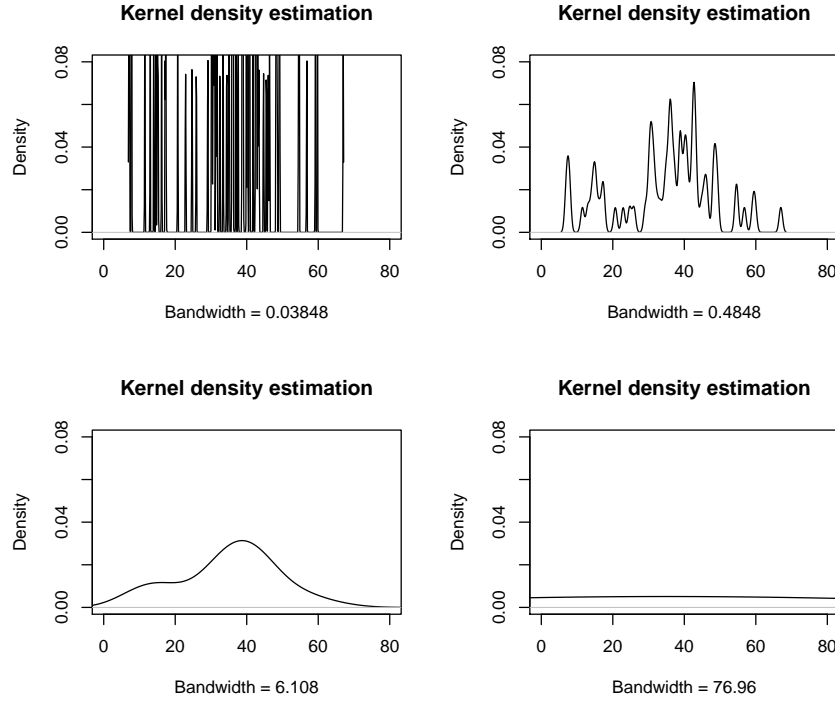 Kernel density estimation
Density
0.00 0.04 0.08
0 20 40 60 80
Bandwidth = 0.03848
Kernel density estimation
Density
0.00 0.04 0.08
0 20 40 60 80
Bandwidth = 0.4848
Kernel density estimation
Density
0.00 0.04 0.08
0 20 40 60 80
Bandwidth = 6.108
Kernel density estimation
Density
0.00 0.04 0.08
0 20 40 60 80
Bandwidth = 76.96